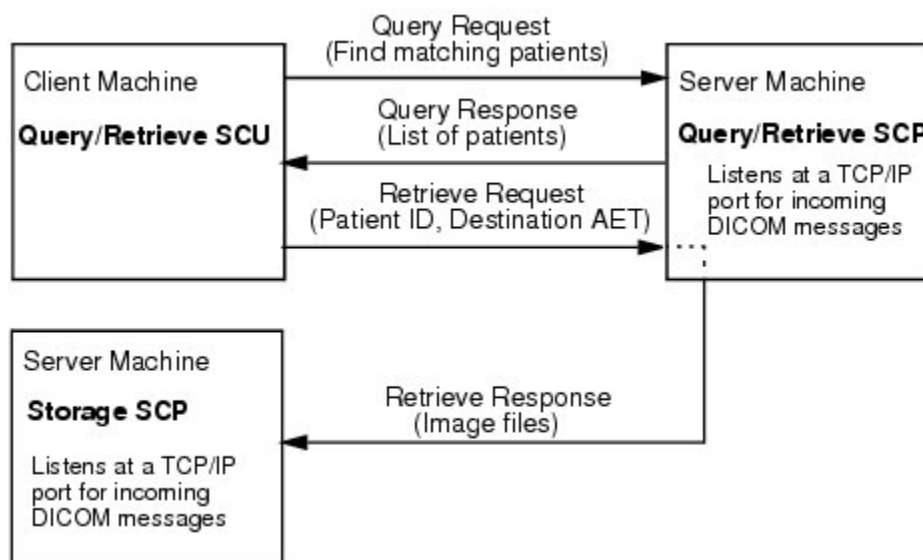 Query Request
(Find matching patients)
Client Machine
Query/Retrieve SCU
Server Machine
Query/Retrieve SCP
Listens at a TCP/IP
port for incoming
DICOM messages
Query Response
(List of patients)
Retrieve Request
(Patient ID, Destination AET)
Server Machine
Storage SCP
Listens at a TCP/IP
port for incoming
DICOM messages
Retrieve Response
(Image files)